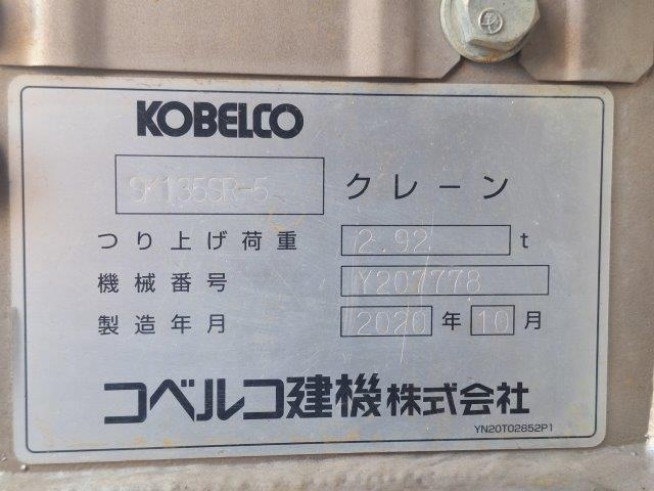 KOBELCO
SK135SR-5 クレーン
つり上げ荷重 2.92 t
機械番号 Y207778
製造年月 2020 年 10 月
コベルコ建機株式会社
YN20T02852P1